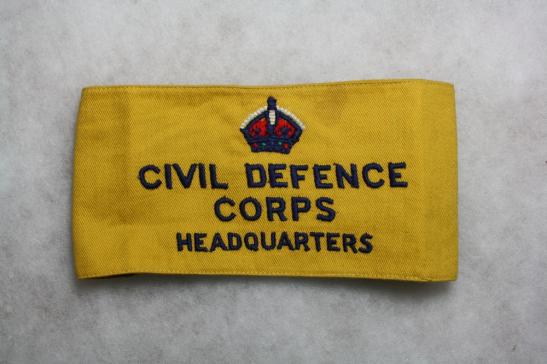 CIVIL DEFENCE
CORPS
HEADQUARTERS